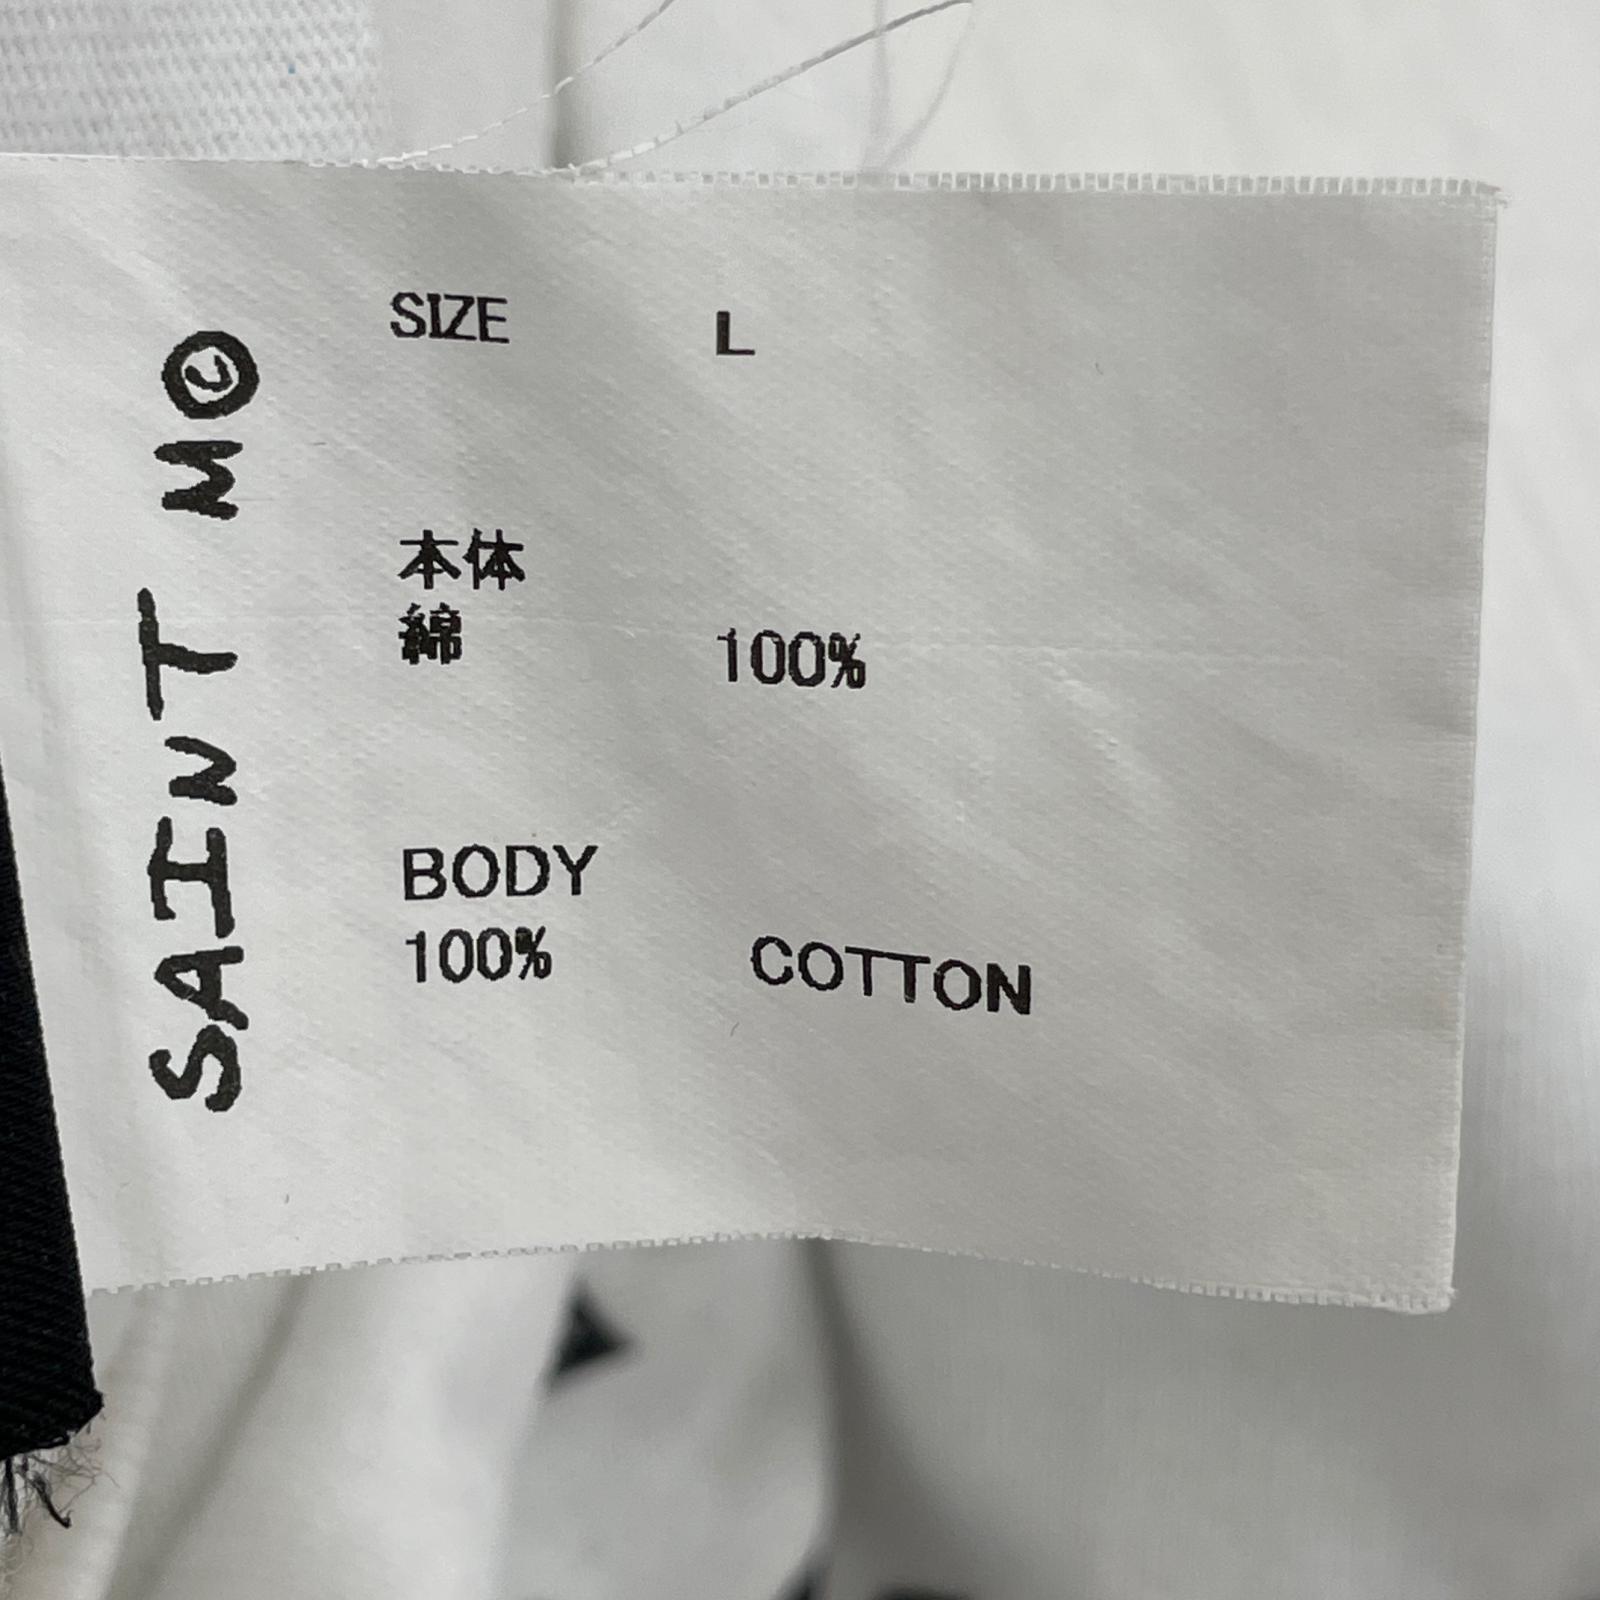 SAINT M©
SIZE L
本体
綿 100%
BODY
100% COTTON